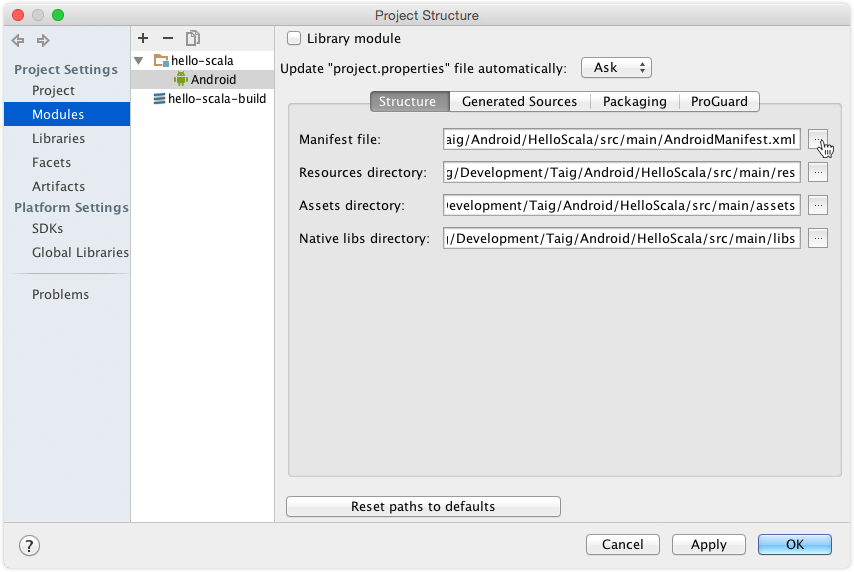 Project Structure
Project Settings
Project
Modules
Libraries
Facets
Artifacts
Platform Settings
SDKs
Global Libraries
Problems
hello-scala
Android
hello-scala-build
Library module
Update "project.properties" file automatically: Ask
Structure Generated Sources Packaging ProGuard
Manifest file: aig/Android/HelloScala/src/main/AndroidManifest.xml ...
Resources directory: g/Development/Taig/Android/HelloScala/src/main/res ...
Assets directory: evelopment/Taig/Android/HelloScala/src/main/assets ...
Native libs directory: /Development/Taig/Android/HelloScala/src/main/libs ...
Reset paths to defaults
? Cancel Apply OK